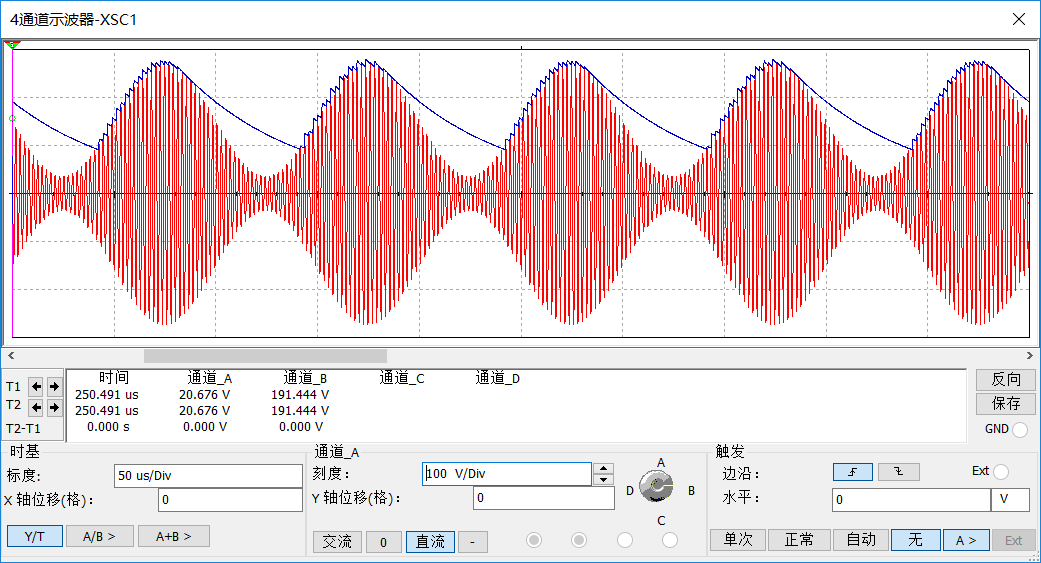 4通道示波器-XSC1
时间 通道_A 通道_B 通道_C 通道_D
T1 250.491 us 20.676 V 191.444 V
T2 250.491 us 20.676 V 191.444 V
T2-T1 0.000 s 0.000 V 0.000 V
反向
保存
GND
时基
标度: 50 us/Div
X 轴位移(格): 0
Y/T A/B > A+B >
通道_A
刻度: 100 V/Div
Y 轴位移(格): 0
交流 0 直流 -
A
D B
C
触发
边沿: Ext
水平: 0 V
单次 正常 自动 无 A > Ext